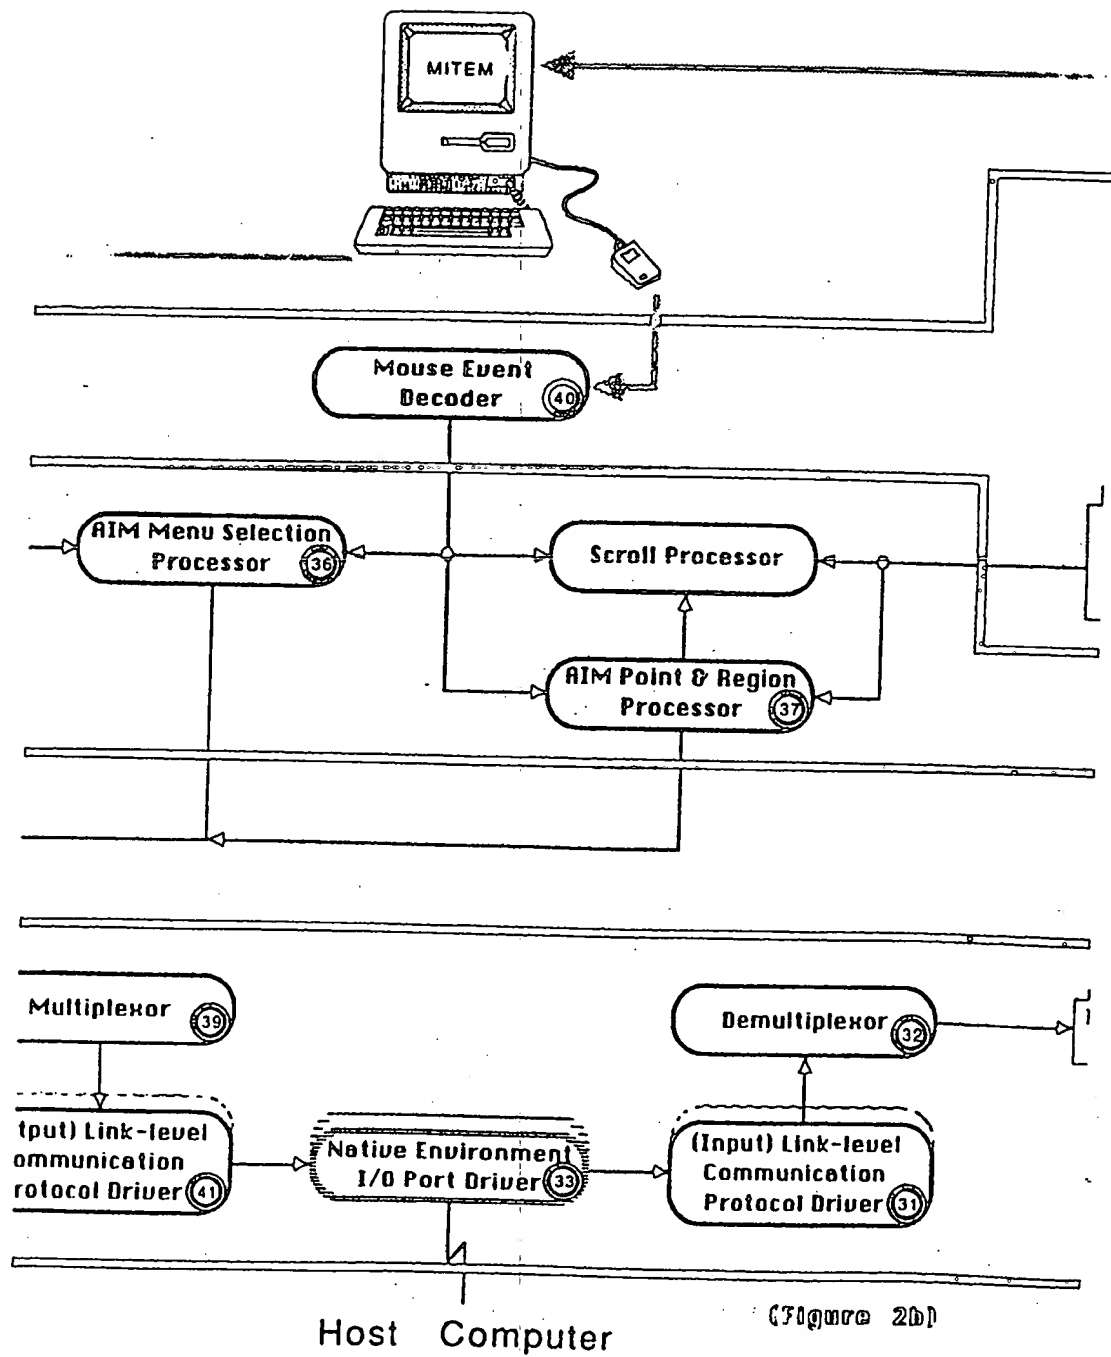 MITEM
Mouse Event
Decoder
40
AIM Menu Selection
Processor
36
Scroll Processor
AIM Point & Region
Processor
37
Multiplexor
39
Demultiplexor
32
tput) Link-level
ommunication
rotocol Driver
41
Native Environment
I/O Port Driver
33
(Input) Link-level
Communication
Protocol Driver
31
Host Computer
(Figure 2b)